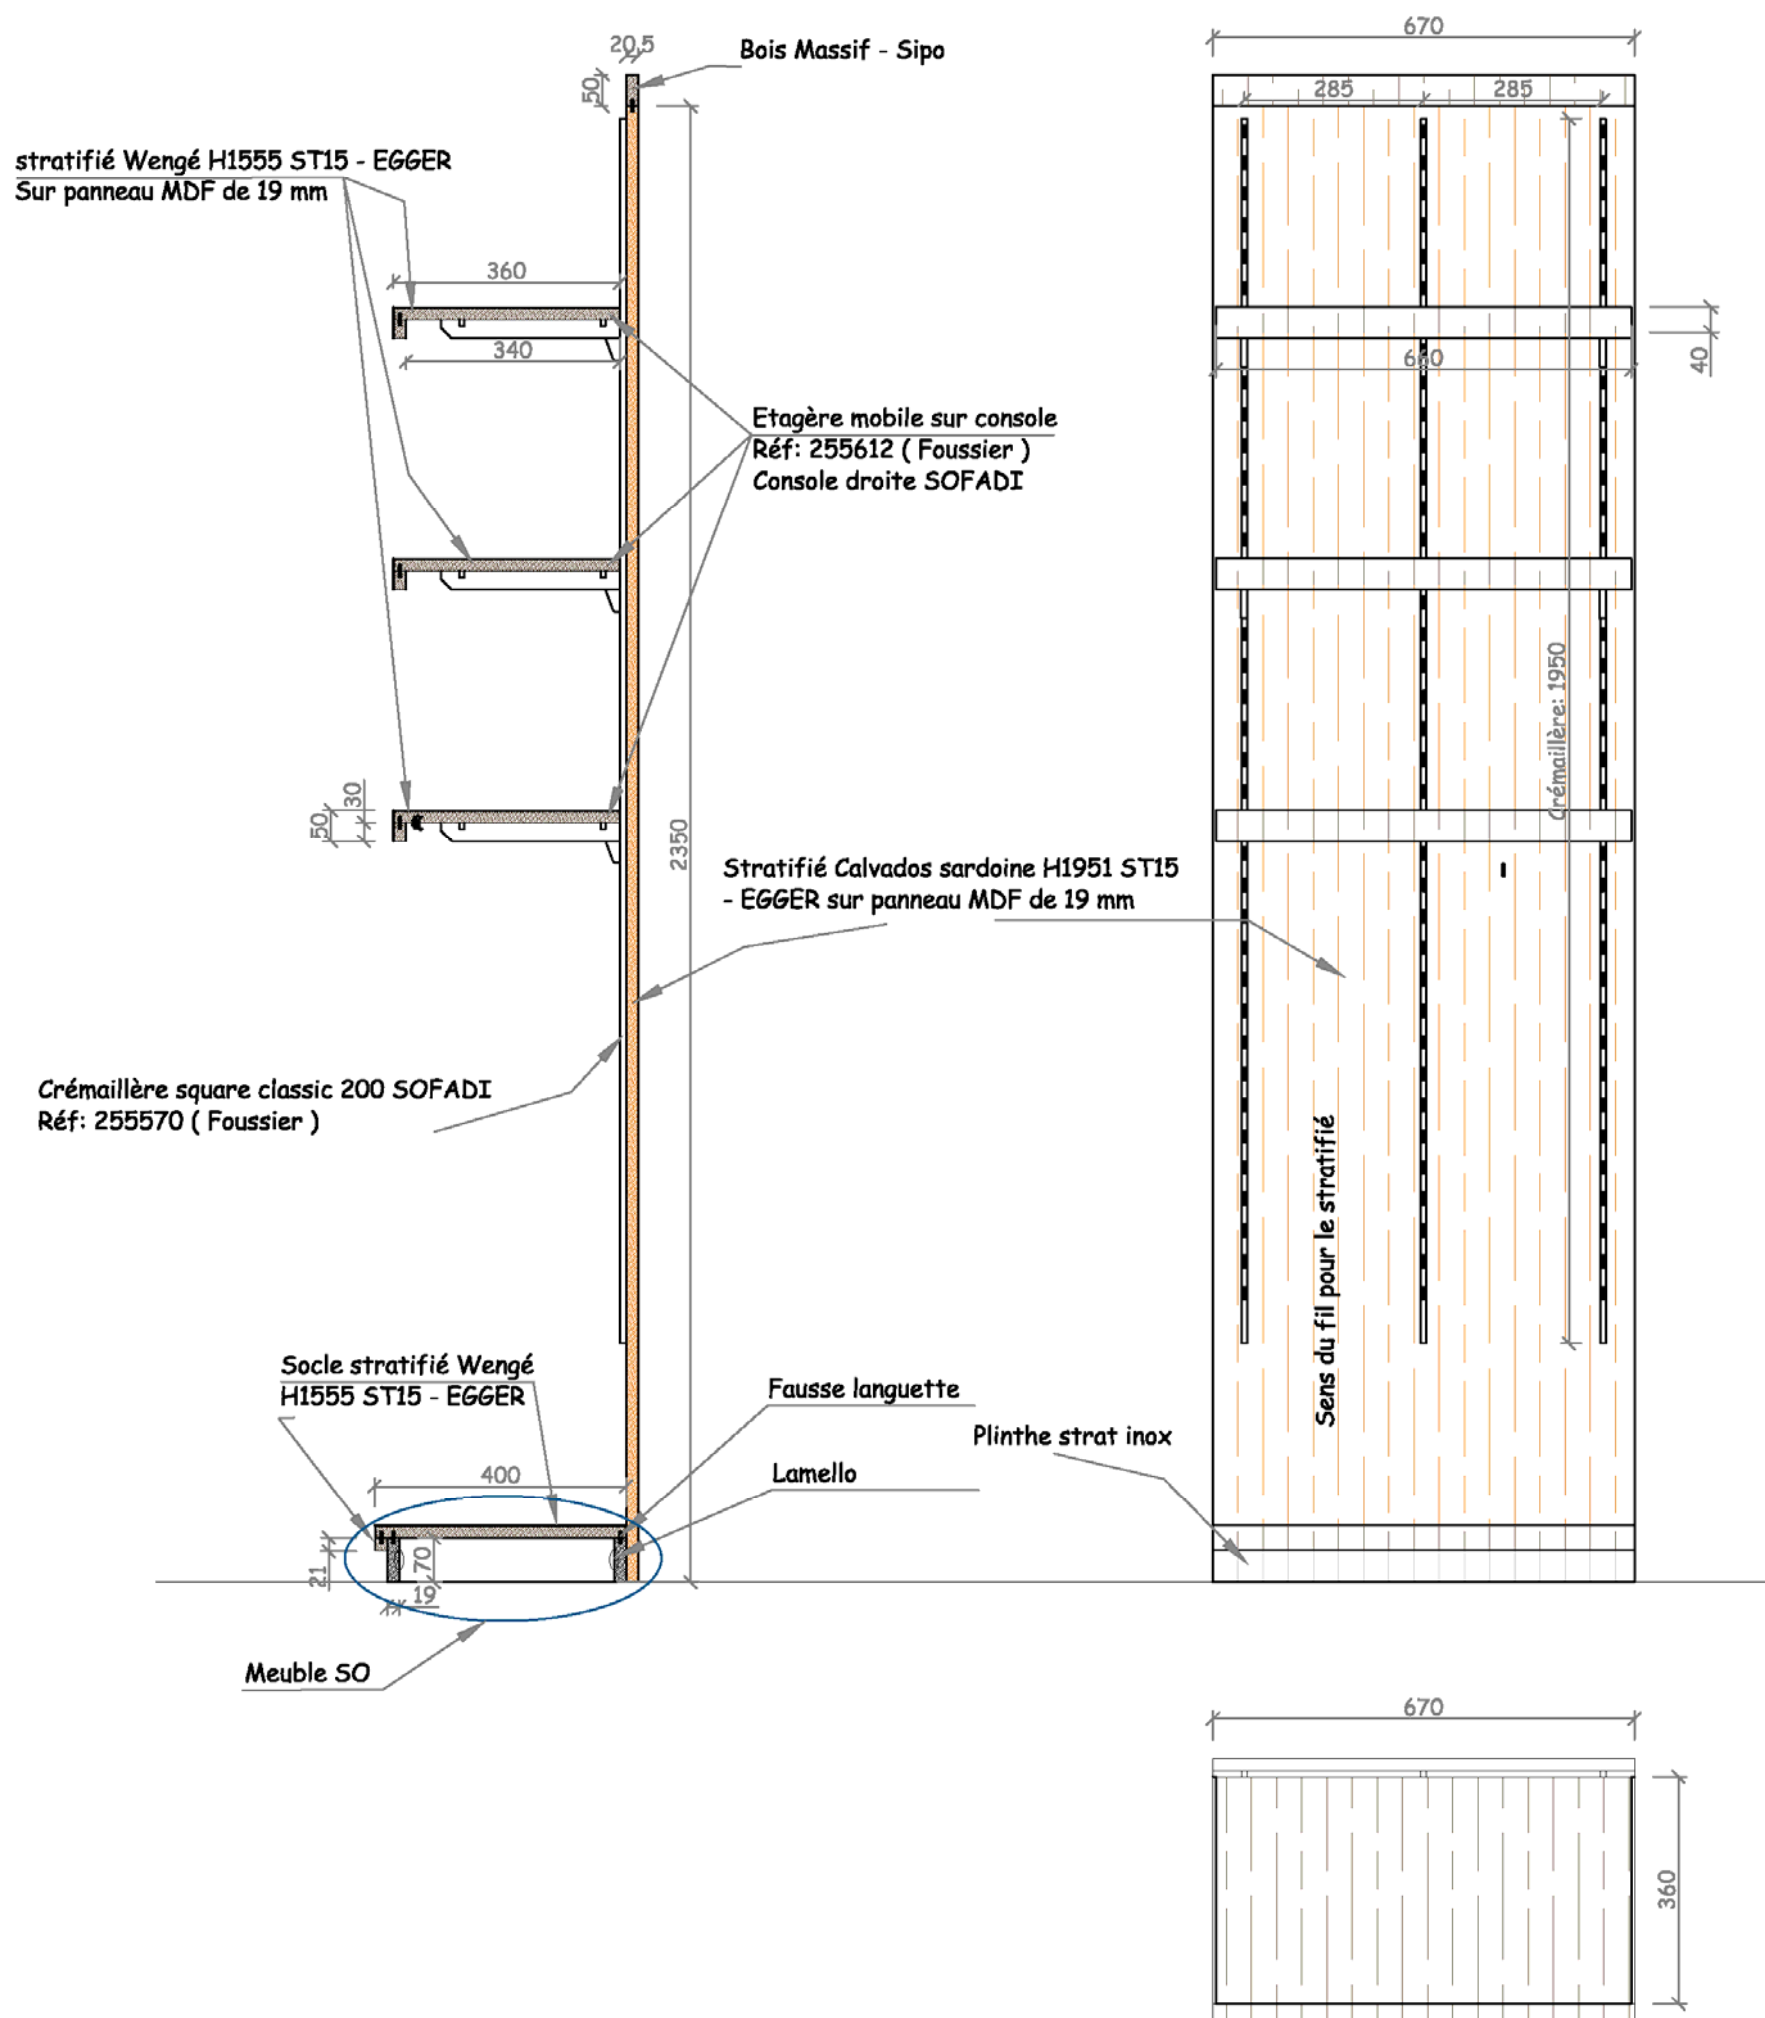 670
20,5
Bois Massif - Sipo
50
285
285
stratifié Wengé H1555 ST15 - EGGER
Sur panneau MDF de 19 mm
360
340
660
40
Etagère mobile sur console
Réf: 255612 ( Foussier )
Console droite SOFADI
Crémaillère: 1950
30
50
2350
Stratifié Calvados sardoine H1951 ST15
- EGGER sur panneau MDF de 19 mm
Crémaillère square classic 200 SOFADI
Réf: 255570 ( Foussier )
Sens du fil pour le stratifié
Socle stratifié Wengé
H1555 ST15 - EGGER
Fausse languette
Plinthe strat inox
Lamello
400
70
21
19
Meuble SO
670
360